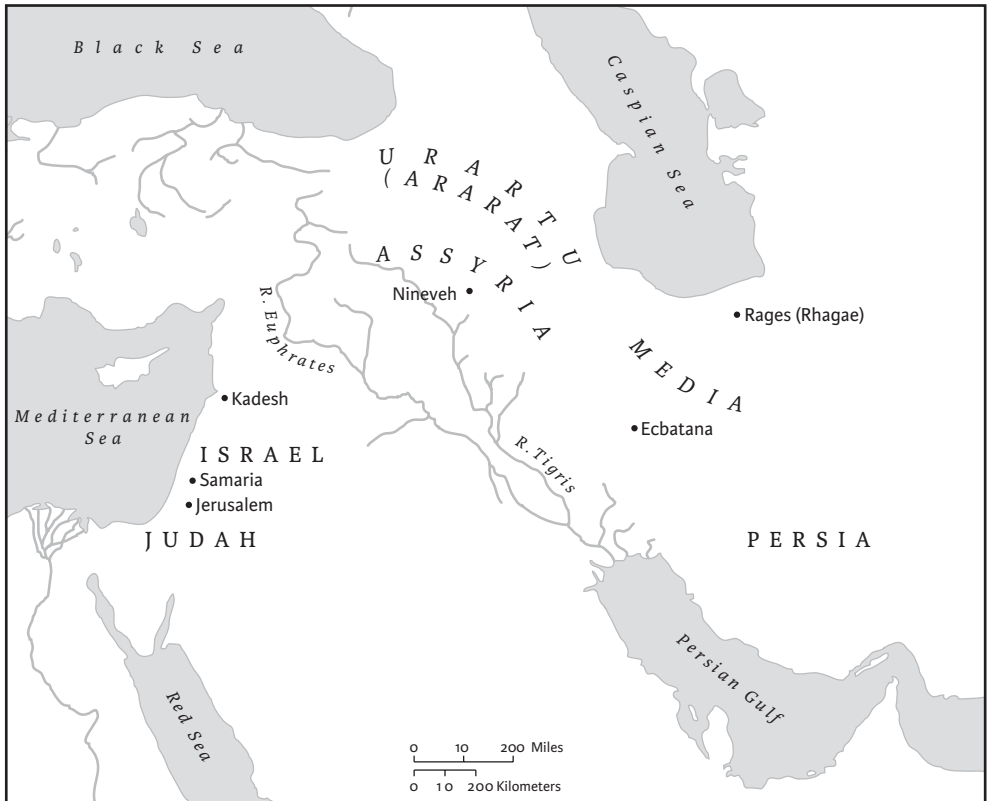 Black Sea
Caspian Sea
URARTU
(ARARAT)
ASSYRIA
Nineveh
R. Euphrates
Rages (Rhagae)
MEDIA
Kadesh
Mediterranean
Sea
Ecbatana
ISRAEL
R. Tigris
Samaria
Jerusalem
JUDAH
PERSIA
Persian Gulf
Red Sea
0 10 200 Miles
0 10 200 Kilometers